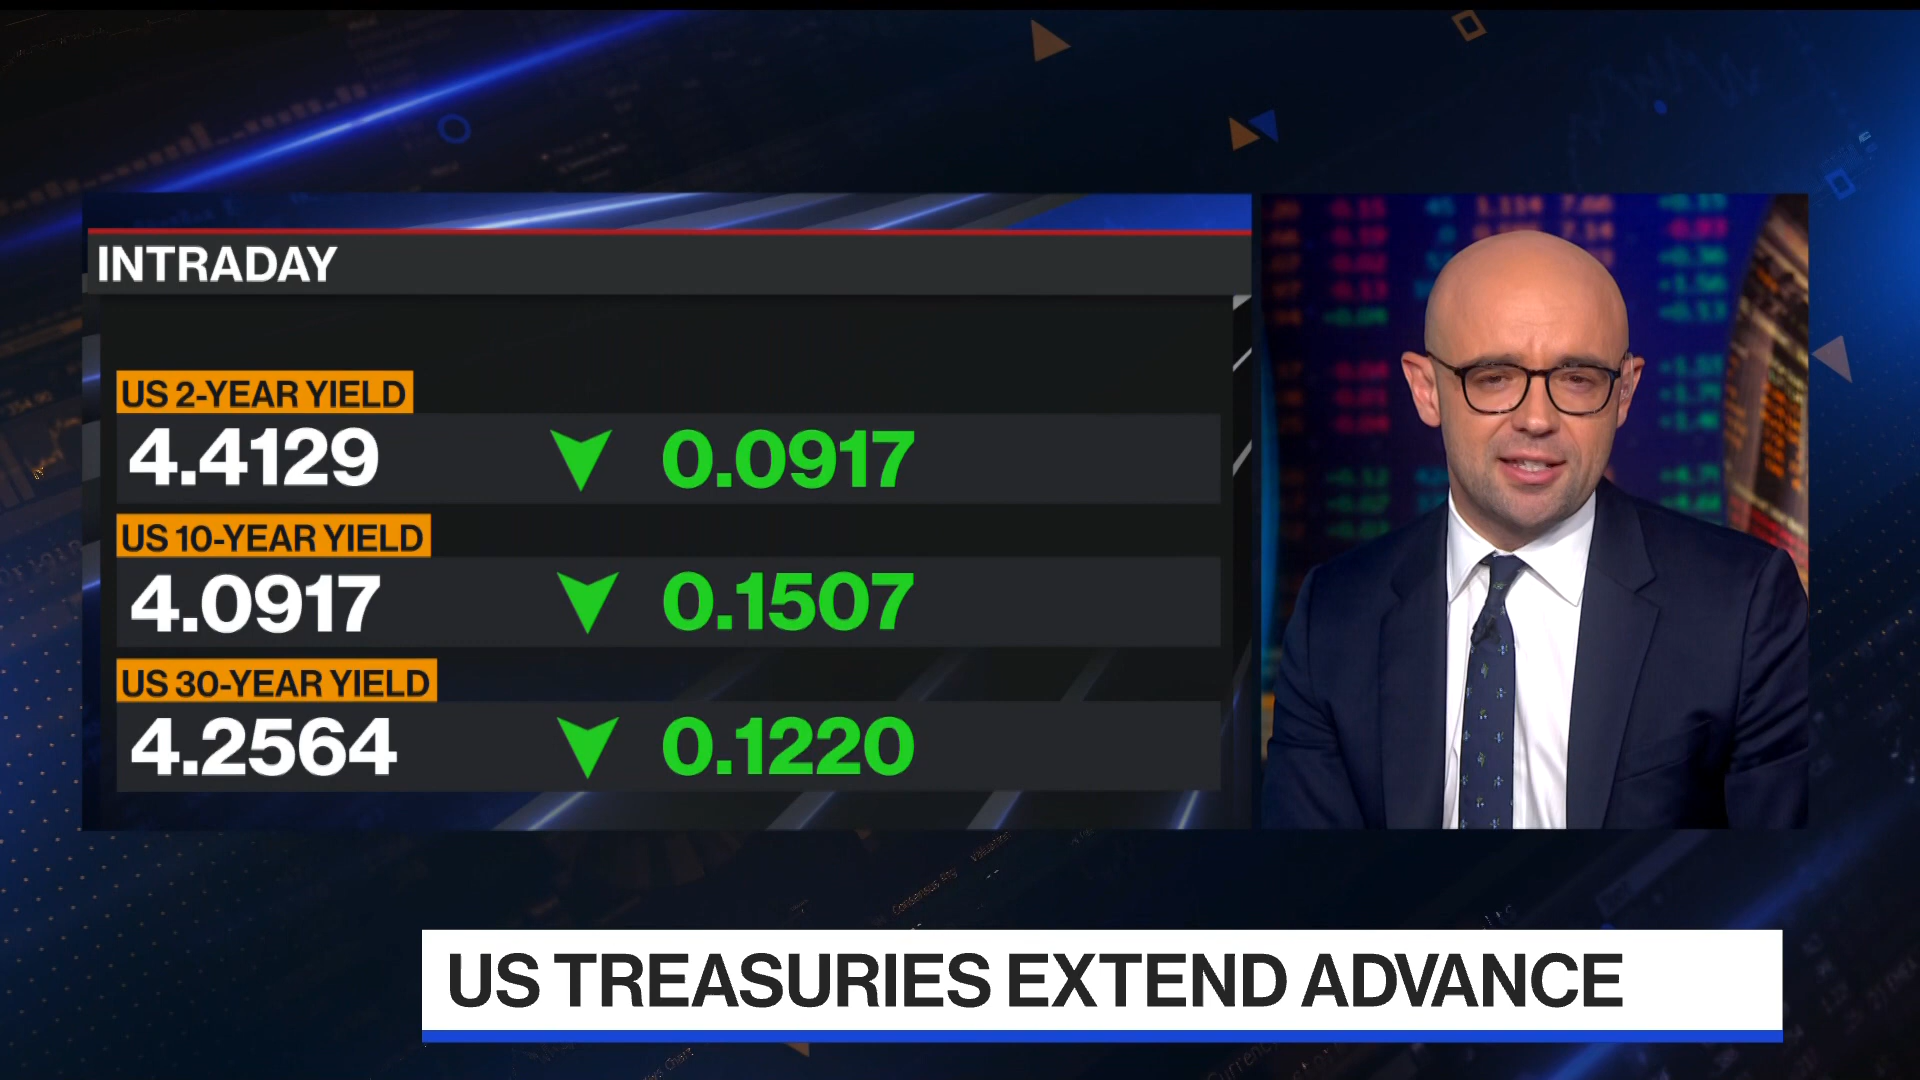 INTRADAY
US 2-YEAR YIELD
4.4129 0.0917
US 10-YEAR YIELD
4.0917 0.1507
US 30-YEAR YIELD
4.2564 0.1220
US TREASURIES EXTEND ADVANCE